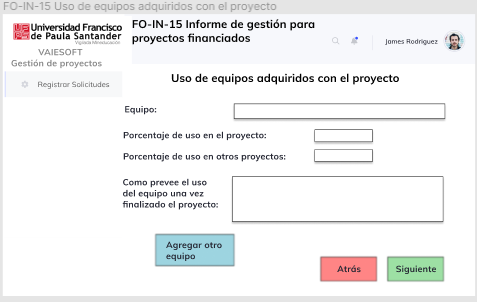 FO-IN-15 Uso de equipos adquiridos con el proyecto
Universidad Francisco
de Paula Santander
Vigilada Mineducación
VAIESOFT
Gestión de proyectos
Registrar Solicitudes
FO-IN-15 Informe de gestión para
proyectos financiados
James Rodríguez
Uso de equipos adquiridos con el proyecto
Equipo:
Porcentaje de uso en el proyecto:
Porcentaje de uso en otros proyectos:
Como prevee el uso
del equipo una vez
finalizado el proyecto:
Agregar otro
equipo
Atrás
Siguiente